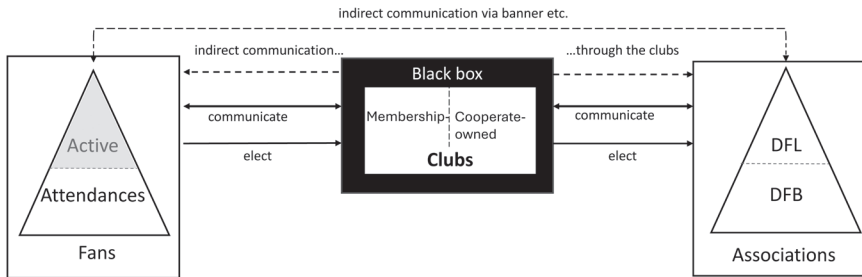 indirect communication via banner etc.
indirect communication...
...through the clubs
Black box
communicate
Membership-
Cooperate-
owned
communicate
Active
elect
Clubs
elect
DFL
Attendances
DFB
Fans
Associations